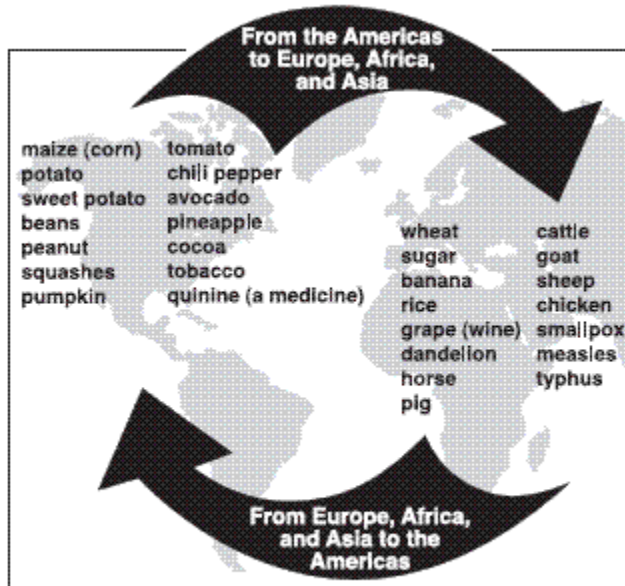 From the Americas
to Europe, Africa,
and Asia
maize (corn)
potato
sweet potato
beans
peanut
squashes
pumpkin
tomato
chili pepper
avocado
pineapple
cocoa
tobacco
quinine (a medicine)
wheat
sugar
banana
rice
grape (wine)
dandelion
horse
pig
cattle
goat
sheep
chicken
smallpox
measles
typhus
From Europe, Africa,
and Asia to the
Americas